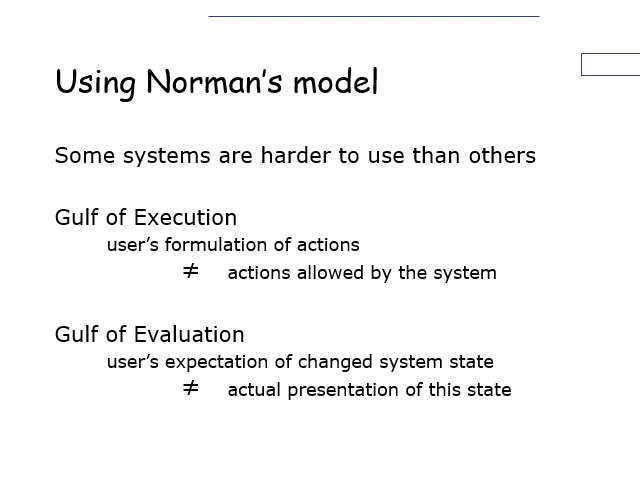 Using Norman’s model
Some systems are harder to use than others
Gulf of Execution
user’s formulation of actions
≠ actions allowed by the system
Gulf of Evaluation
user’s expectation of changed system state
≠ actual presentation of this state